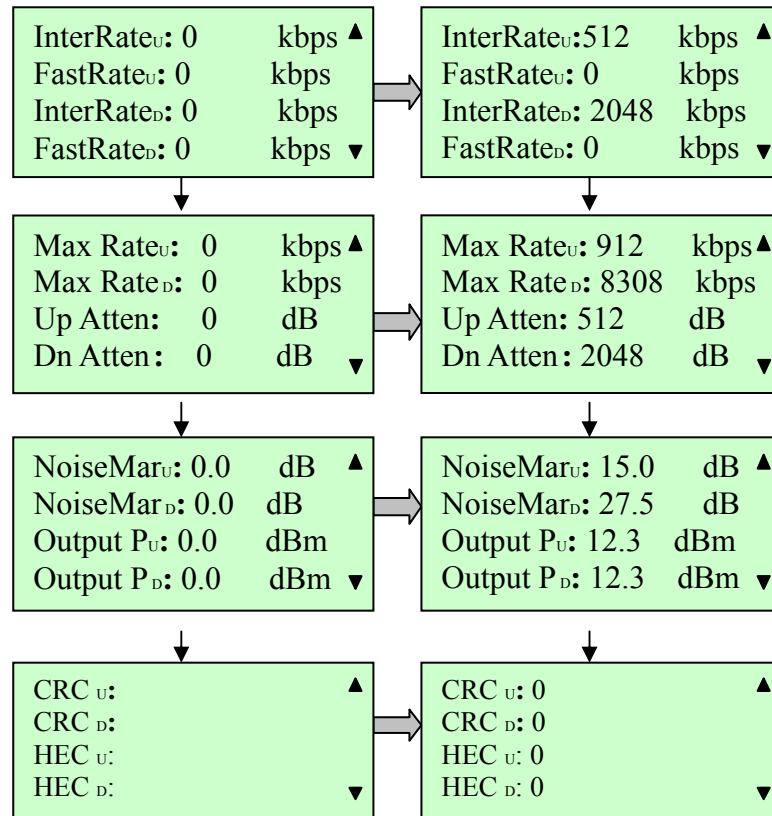 InterRateU: 0 kbps
FastRateU: 0 kbps
InterRateD: 0 kbps
FastRateD: 0 kbps
InterRateU:512 kbps
FastRateU: 0 kbps
InterRateD: 2048 kbps
FastRateD: 0 kbps
Max RateU: 0 kbps
Max Rate D: 0 kbps
Up Atten: 0 dB
Dn Atten: 0 dB
Max RateU: 912 kbps
Max Rate D: 8308 kbps
Up Atten: 512 dB
Dn Atten: 2048 dB
NoiseMarU: 0.0 dB
NoiseMar D: 0.0 dB
Output PU: 0.0 dBm
Output P D: 0.0 dBm
NoiseMarU: 15.0 dB
NoiseMarD: 27.5 dB
Output PU: 12.3 dBm
Output P D: 12.3 dBm
CRC U:
CRC D:
HEC U:
HEC D:
CRC U: 0
CRC D: 0
HEC U: 0
HEC D: 0